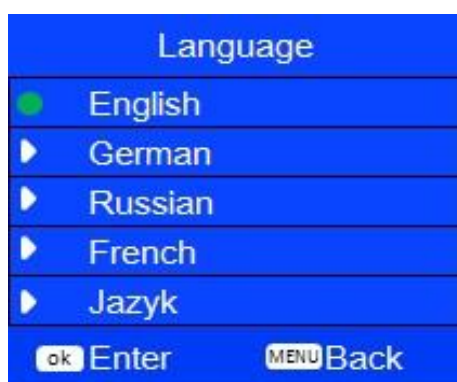 Language
English
German
Russian
French
Jazyk
ok Enter MENU Back